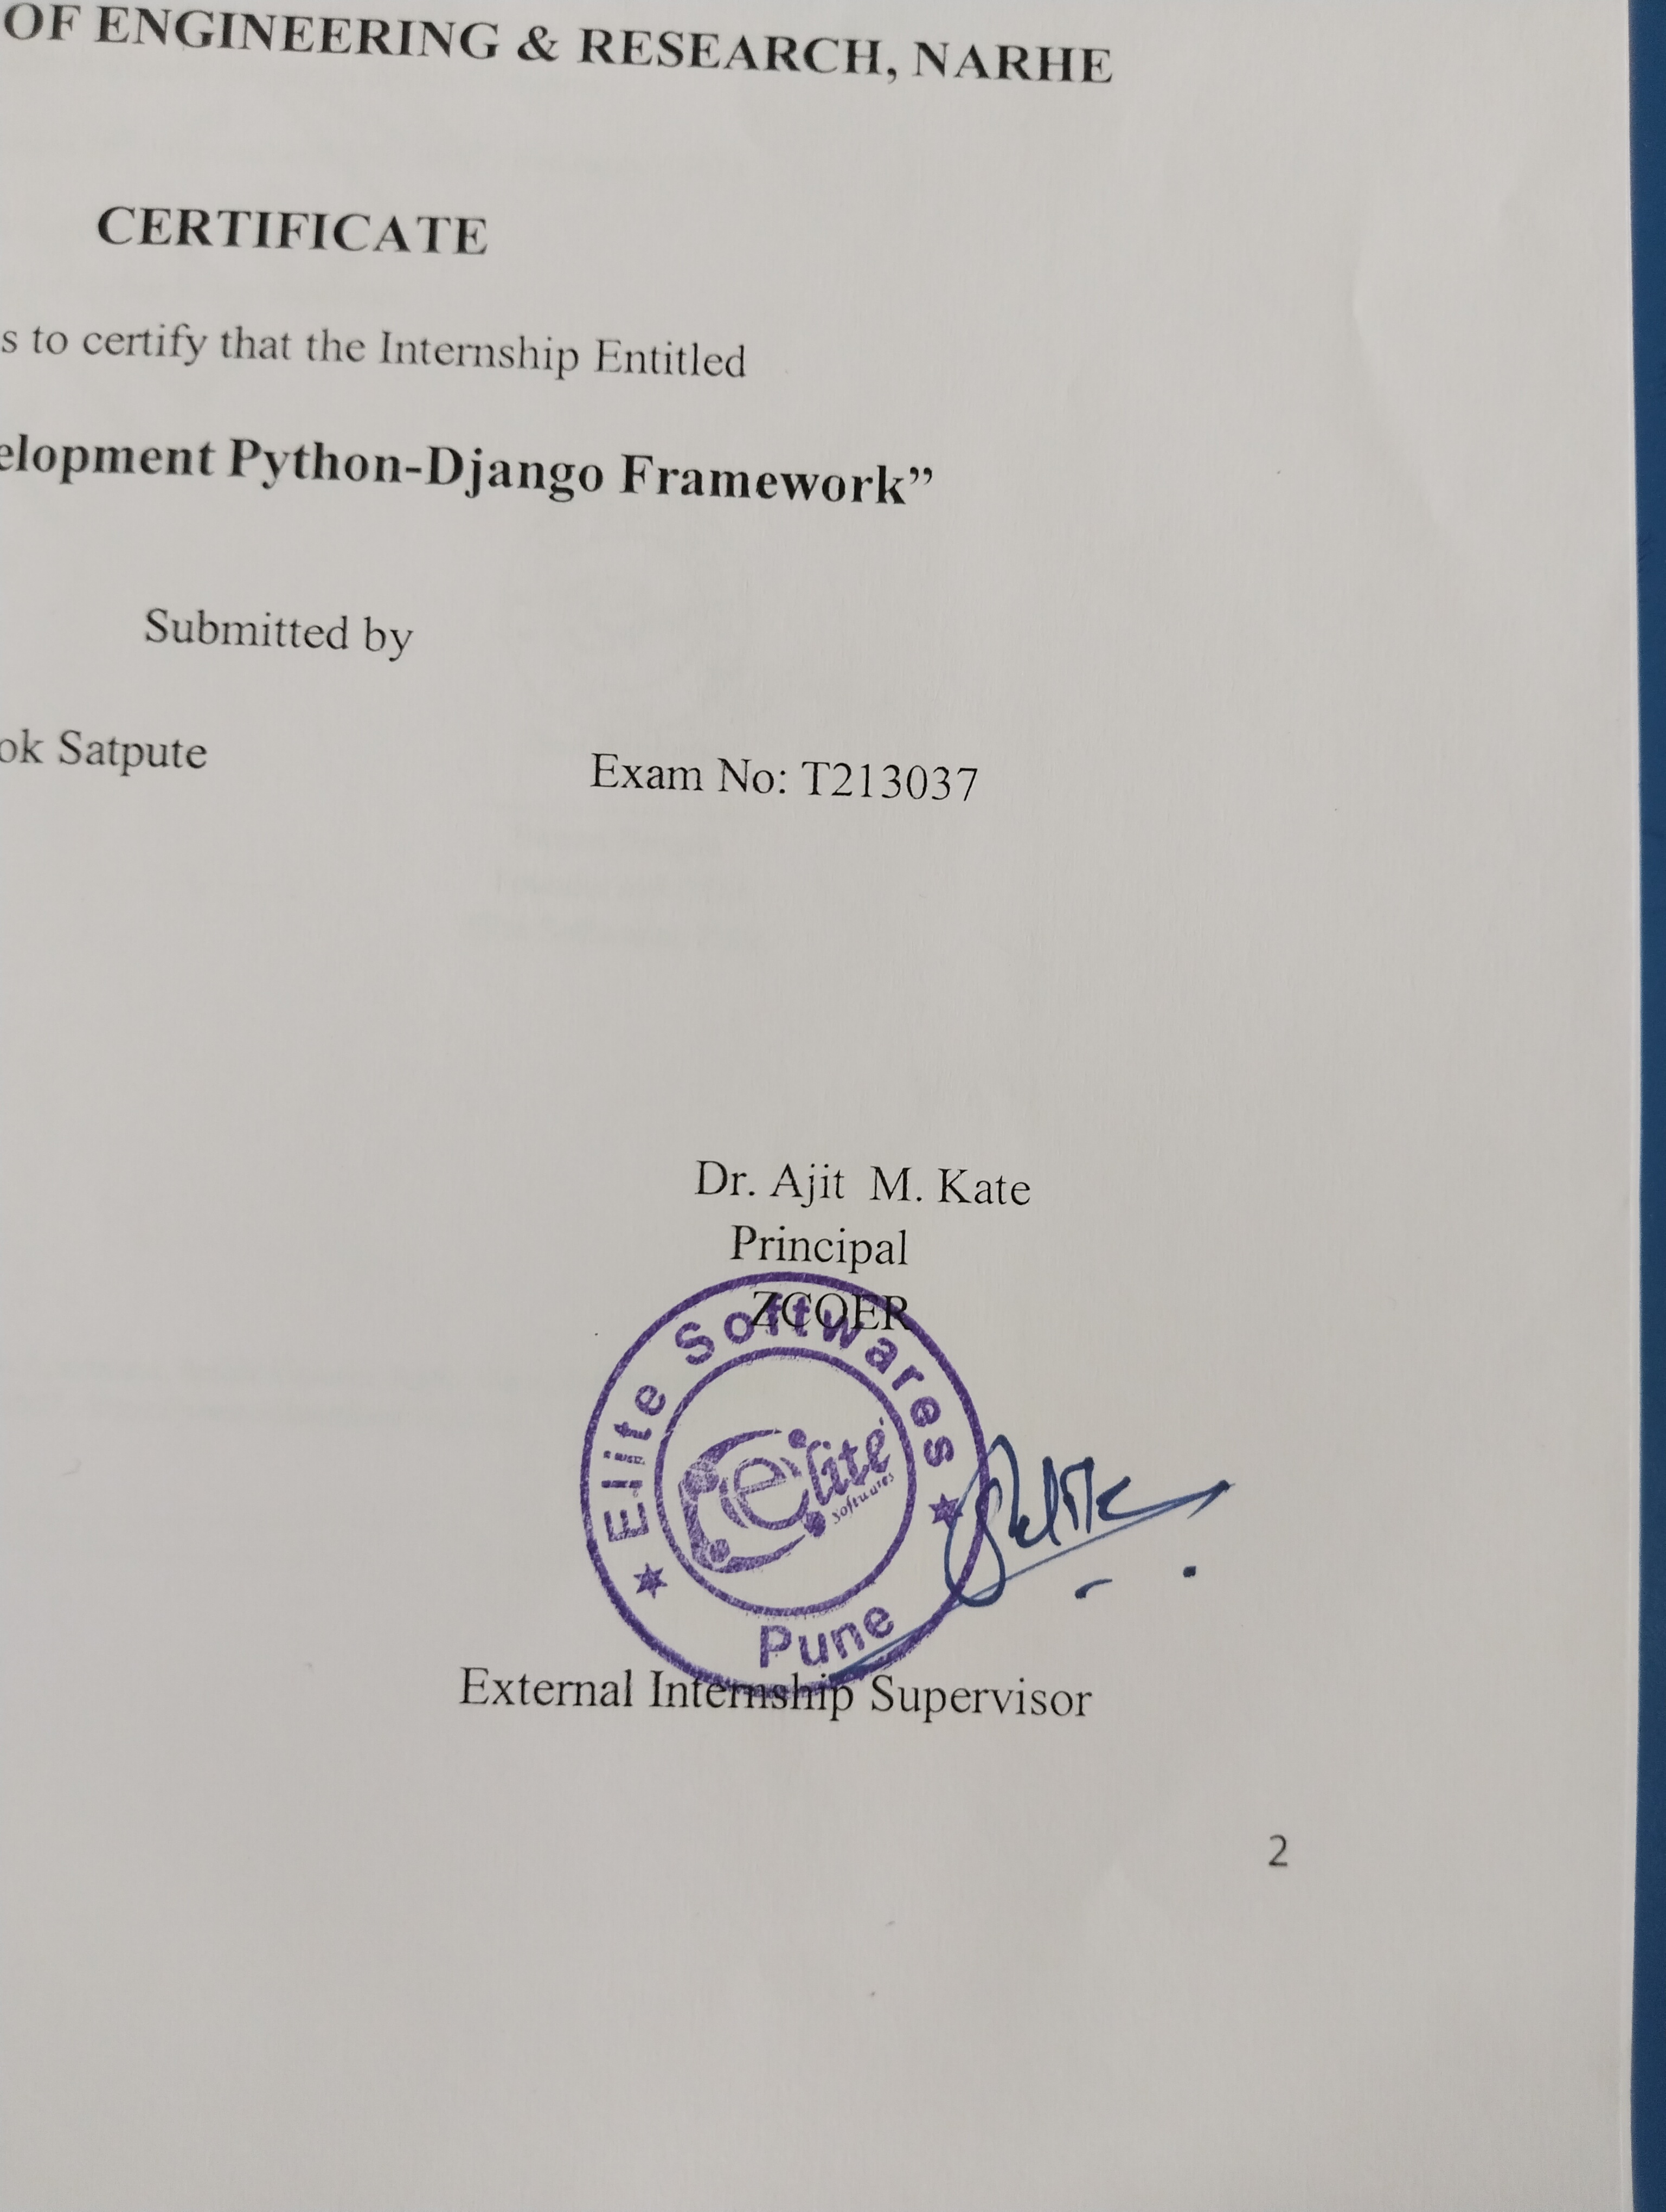 OF ENGINEERING & RESEARCH, NARHE
CERTIFICATE
s to certify that the Internship Entitled
elopment Python-Django Framework”
Submitted by
ok Satpute
Exam No: T213037
Dr. Ajit M. Kate
Principal
ZCOER
Elite Softwares
elite
softwares
Pune
External Internship Supervisor
2